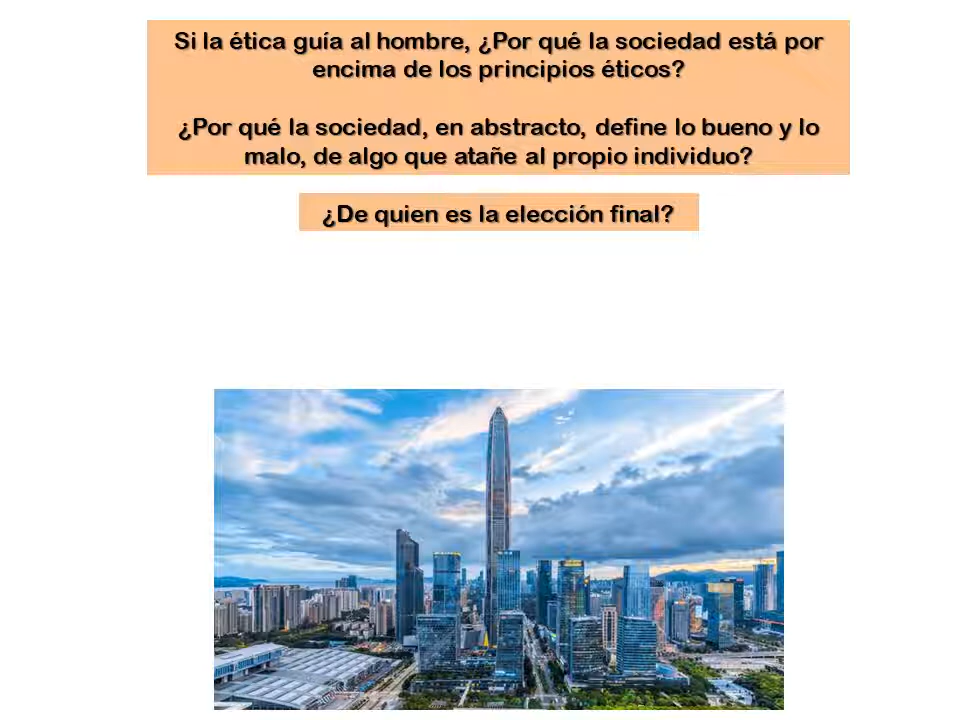 Si la ética guía al hombre, ¿Por qué la sociedad está por
encima de los principios éticos?
¿Por qué la sociedad, en abstracto, define lo bueno y lo
malo, de algo que atañe al propio individuo?
¿De quien es la elección final?